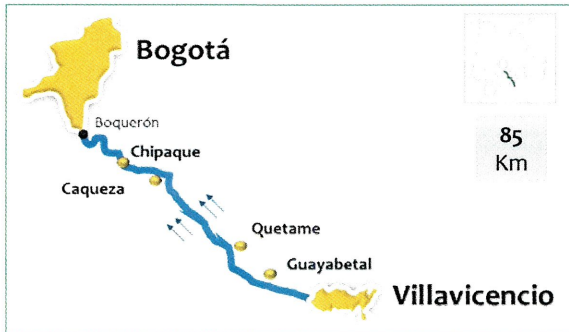 Bogotá
Boquerón
Chipaque
Caqueza
Quetame
Guayabetal
Villavicencio
85
Km